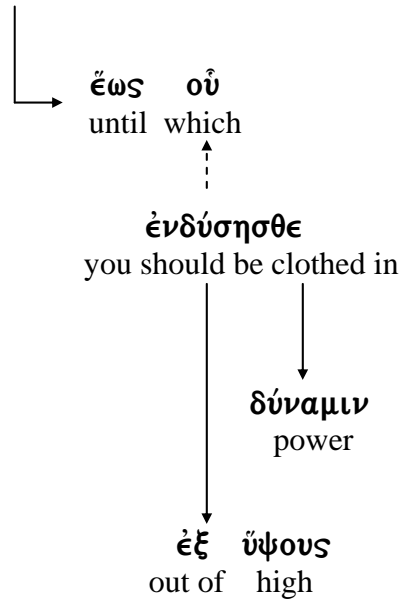 ἕως οὗ
until which
ἐνδύσησθε
you should be clothed in
δύναμιν
power
ἐξ ὕψους
out of high